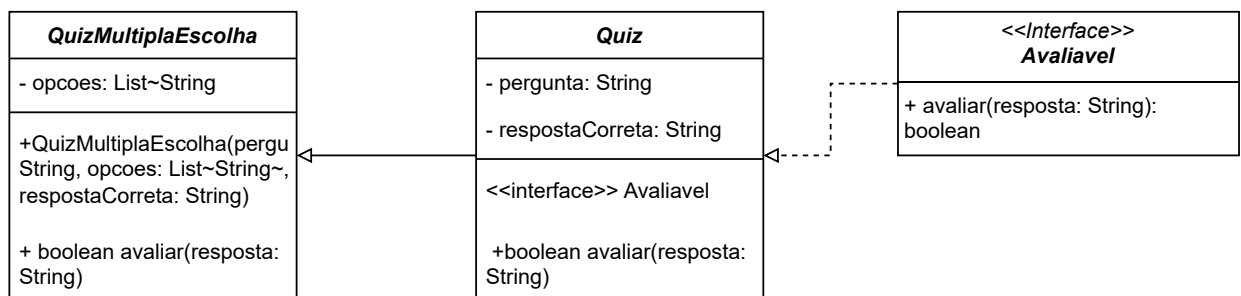 QuizMultiplaEscolha
- opcoes: List~String
+QuizMultiplaEscolha(pergu
String, opcoes: List~String~,
respostaCorreta: String)
+ boolean avaliar(resposta:
String)
Quiz
- pergunta: String
- respostaCorreta: String
<<interface>> Avaliavel
+boolean avaliar(resposta:
String)
<<Interface>>
Avaliavel
+ avaliar(resposta: String):
boolean